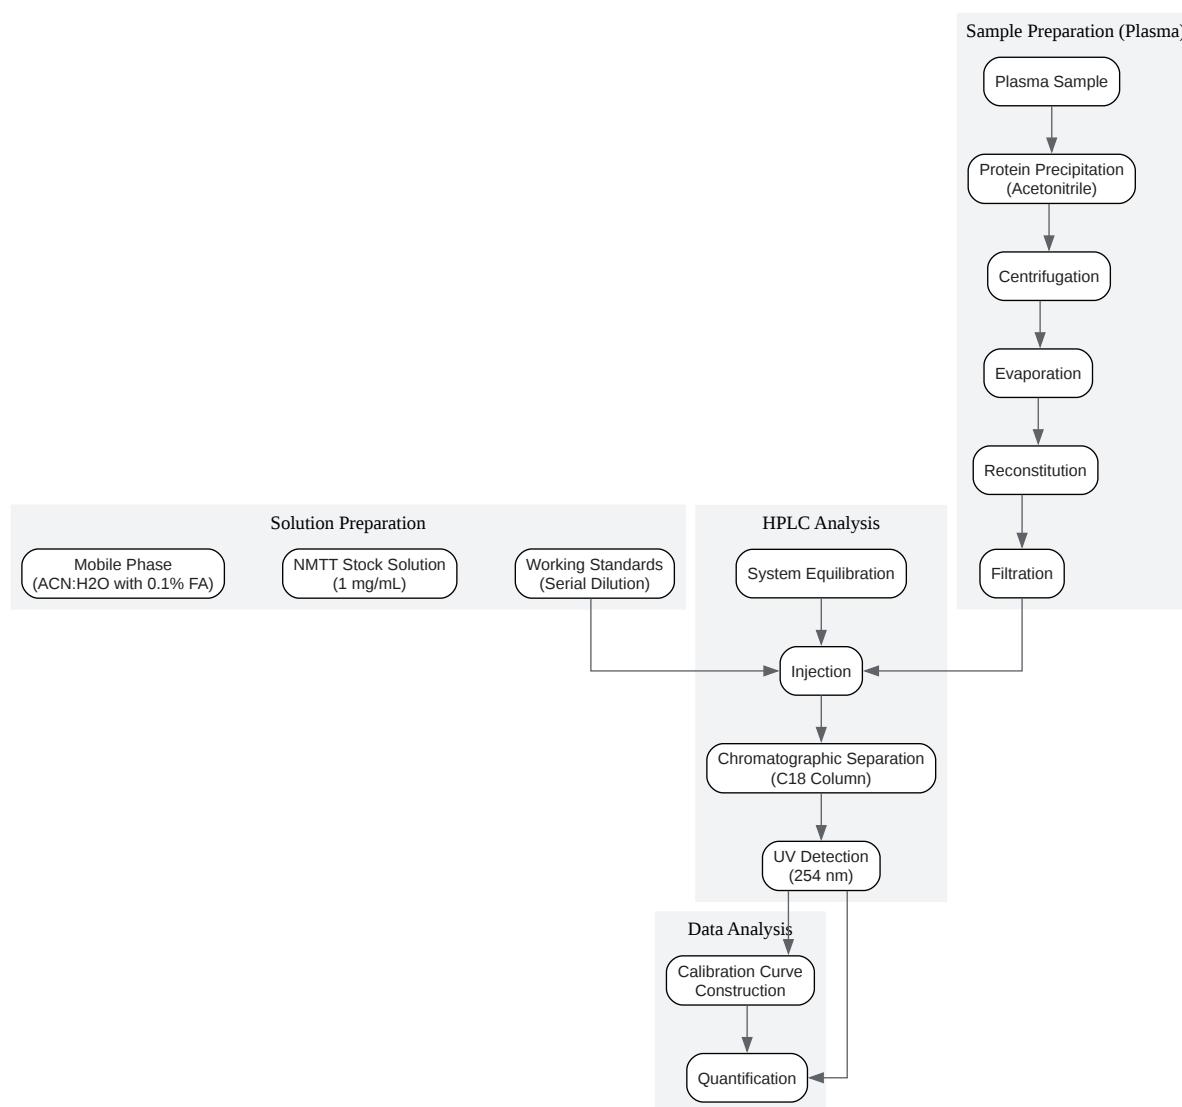 Sample Preparation (Plasma)
Plasma Sample
Protein Precipitation
(Acetonitrile)
Centrifugation
Evaporation
Reconstitution
Filtration
Solution Preparation
Mobile Phase
(ACN:H2O with 0.1% FA)
NMTT Stock Solution
(1 mg/mL)
Working Standards
(Serial Dilution)
HPLC Analysis
System Equilibration
Injection
Chromatographic Separation
(C18 Column)
UV Detection
(254 nm)
Data Analysis
Calibration Curve
Construction
Quantification